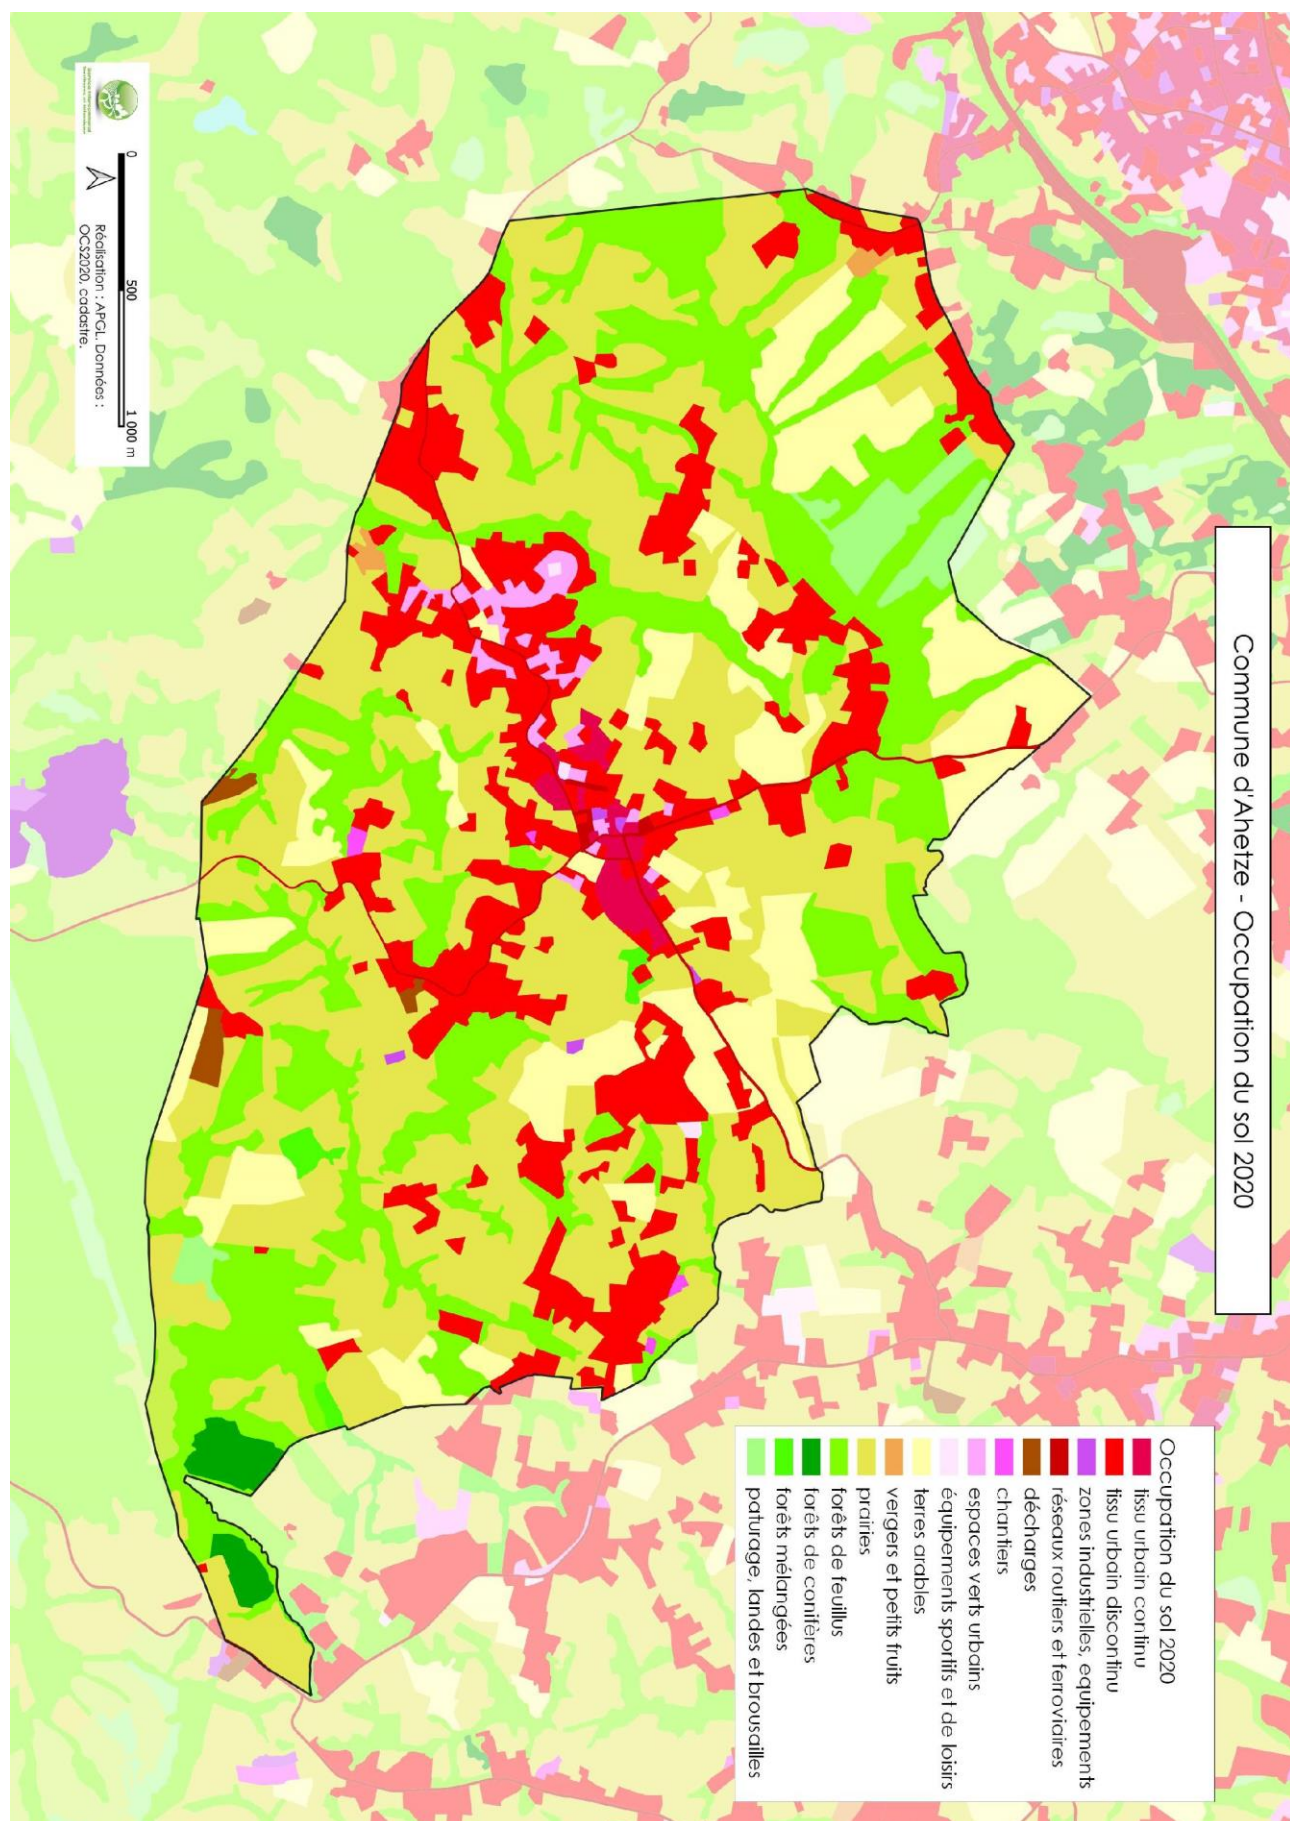 Commune d'Ahetze - Occupation du sol 2020
Occupation du sol 2020
tissu urbain continu
tissu urbain discontinu
zones industrielles, equipements
réseaux routiers et ferroviaires
décharges
chantiers
espaces verts urbains
équipements sportifs et de loisirs
terres arables
vergers et petits fruits
prairies
forêts de feuillus
forêts de conifères
forêts mélangées
paturage, landes et brousailles
0 500 1 000 m
Réalisation : APGL. Données :
OCS2020, cadastre.